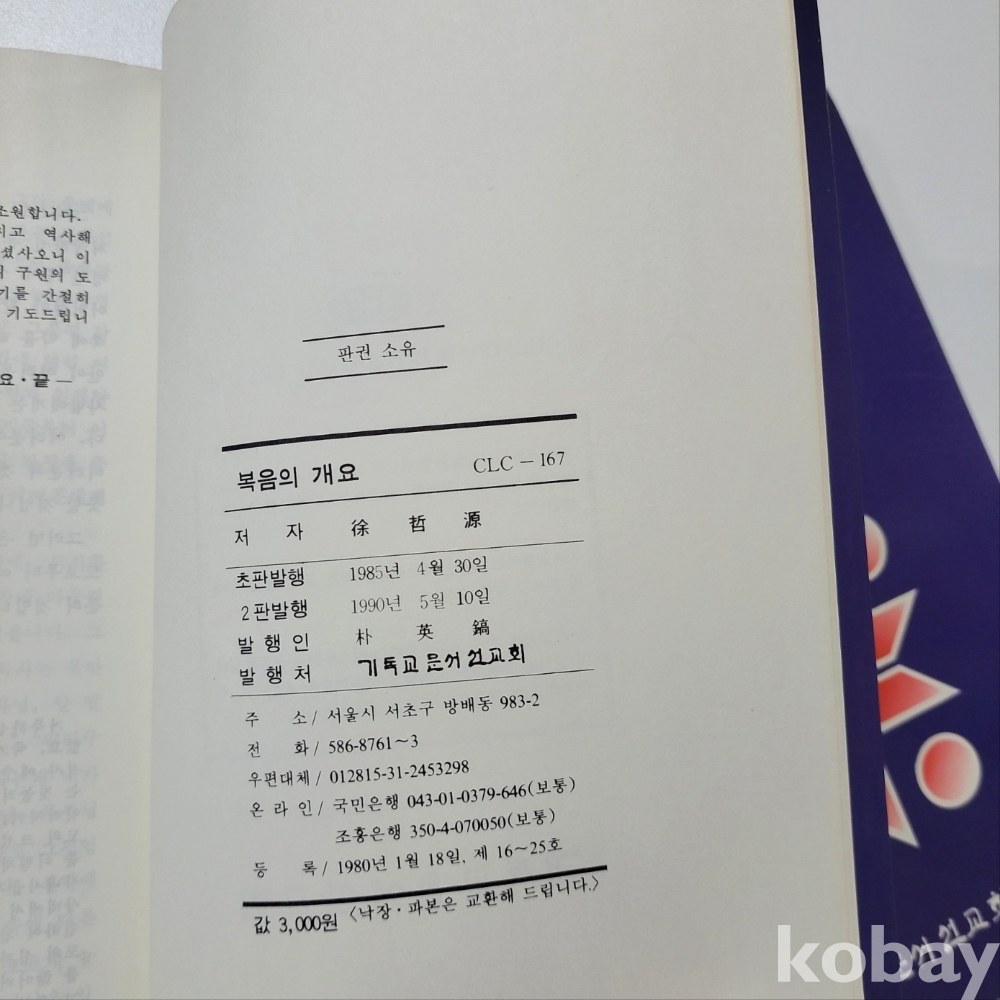 조원합니다.
지고 역사해
셨사오니 이
구원의 도
기를 간절히
기도드립니
요·끝 —
판권 소유
복음의 개요 CLC－167
저 자 徐 哲 源
초판발행 1985년 4월 30일
2판발행 1990년 5월 10일
발 행 인 朴 英 鎬
발 행 처 기독교문서선교회
주 소/ 서울시 서초구 방배동 983-2
전 화/ 586-8761～3
우편대체/ 012815-31-2453298
온 라 인/ 국민은행 043-01-0379-646(보통)
조흥은행 350-4-070050(보통)
등 록/ 1980년 1월 18일, 제 16～25호
값 3,000원 〈낙장·파본은 교환해 드립니다.〉
서선교회
kobay